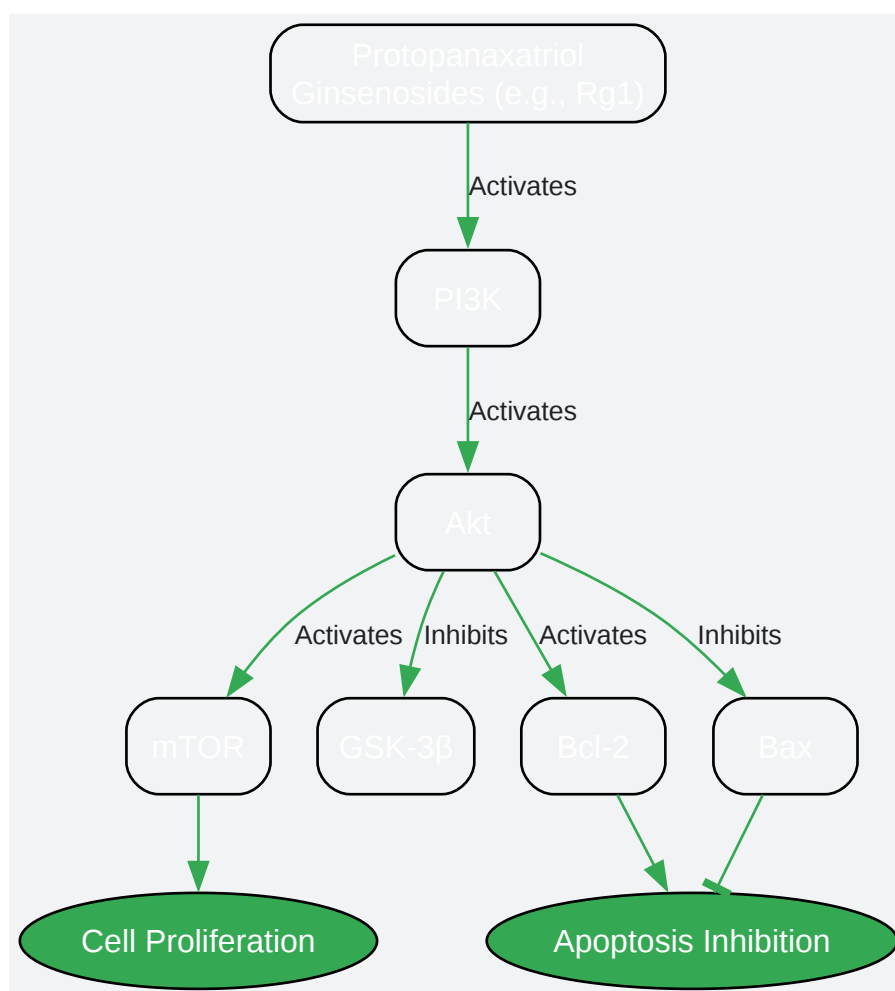 Protopanaxatriol
Ginsenosides (e.g., Rg1)
Activates
PI3K
Activates
Akt
Activates
Inhibits
Activates
Inhibits
mTOR
GSK-3β
Bcl-2
Bax
Cell Proliferation
Apoptosis Inhibition